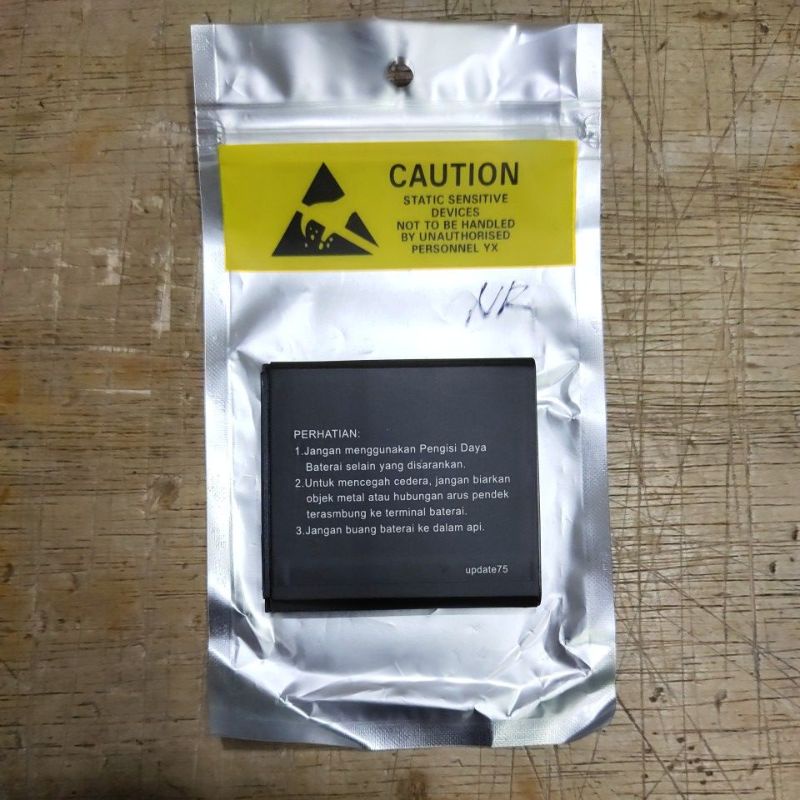 CAUTION
STATIC SENSITIVE
DEVICES
NOT TO BE HANDLED
BY UNAUTHORISED
PERSONNEL YX
NR
PERHATIAN:
1.Jangan menggunakan Pengisi Daya
Baterai selain yang disarankan.
2.Untuk mencegah cedera, jangan biarkan
objek metal atau hubungan arus pendek
terasmbung ke terminal baterai.
3.Jangan buang baterai ke dalam api.
update75